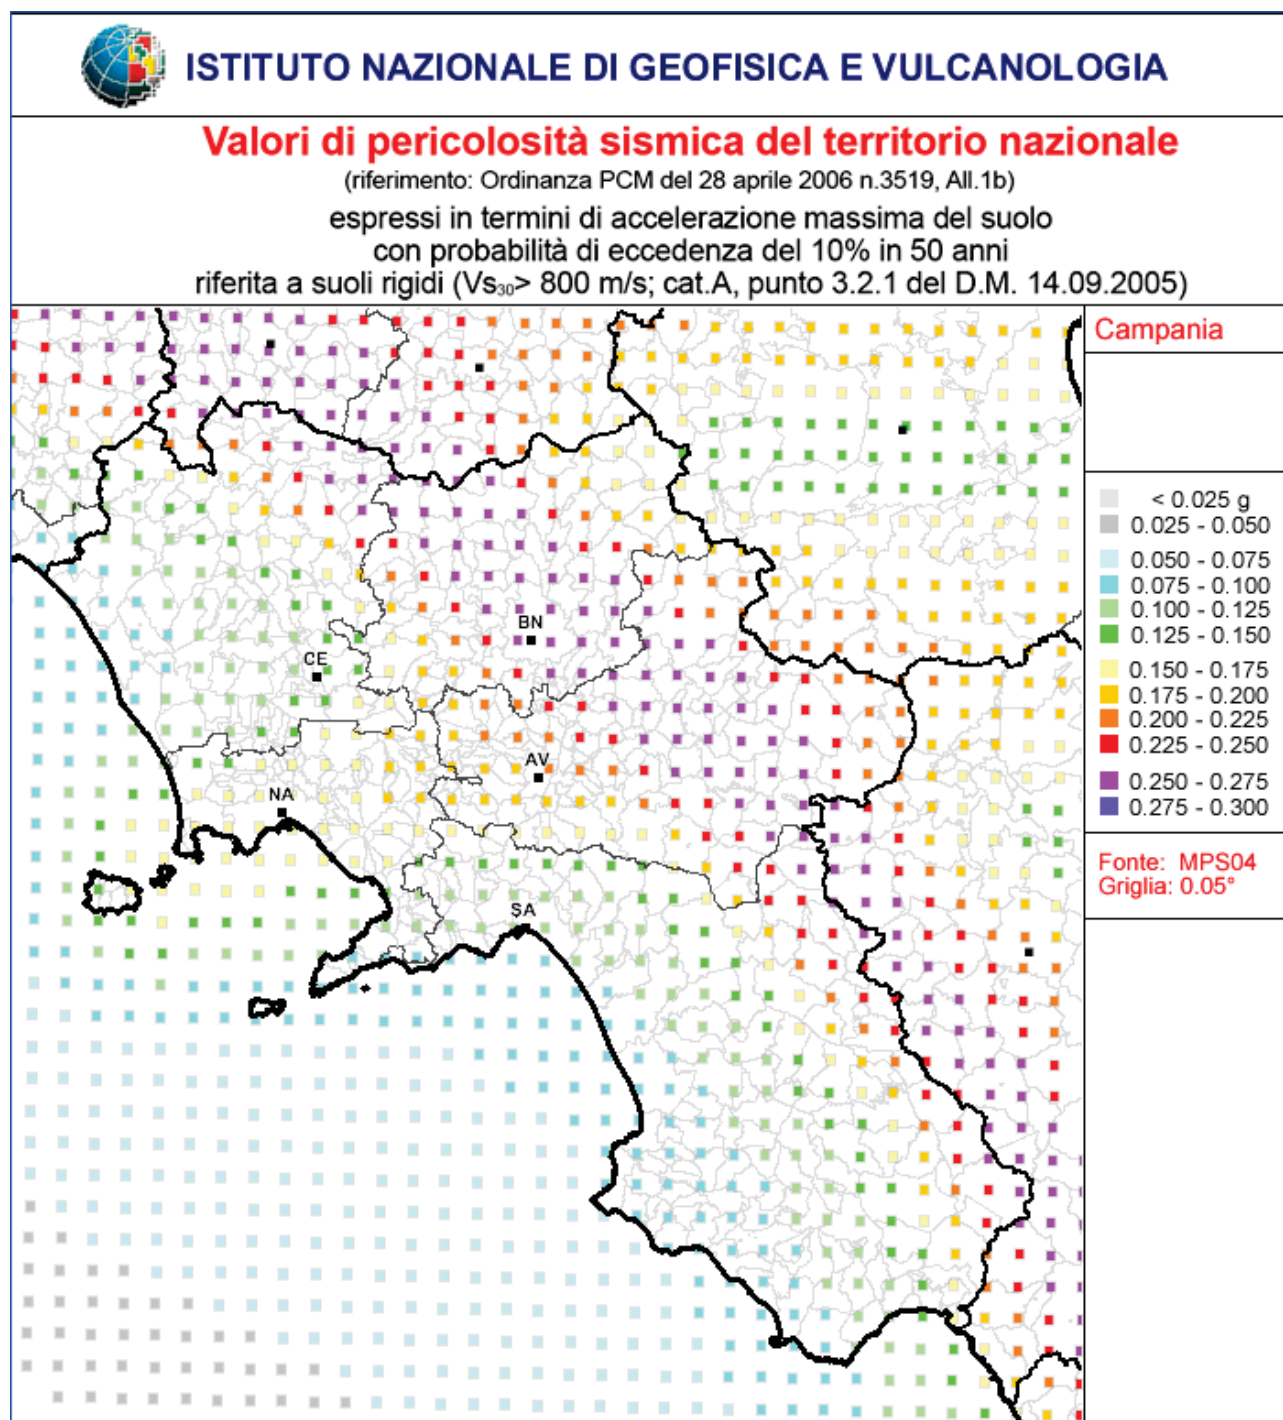 ISTITUTO NAZIONALE DI GEOFISICA E VULCANOLOGIA
Valori di pericolosità sismica del territorio nazionale
(riferimento: Ordinanza PCM del 28 aprile 2006 n.3519, All.1b)
espressi in termini di accelerazione massima del suolo
con probabilità di eccedenza del 10% in 50 anni
riferita a suoli rigidi (Vs30> 800 m/s; cat.A, punto 3.2.1 del D.M. 14.09.2005)
Campania
< 0.025 g
0.025 - 0.050
0.050 - 0.075
0.075 - 0.100
0.100 - 0.125
0.125 - 0.150
0.150 - 0.175
0.175 - 0.200
0.200 - 0.225
0.225 - 0.250
0.250 - 0.275
0.275 - 0.300
Fonte: MPS04
Griglia: 0.05°
BN
CE
AV
NA
SA